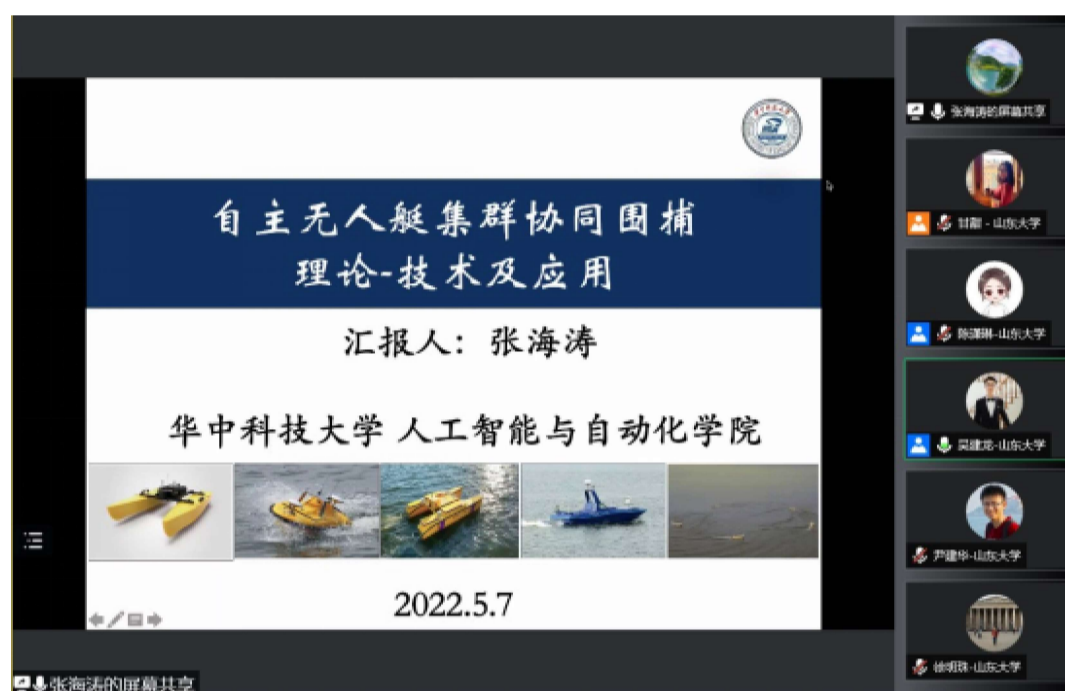 自主无人艇集群协同围捕
理论-技术及应用
汇报人：张海涛
华中科技大学 人工智能与自动化学院
2022.5.7
张海涛的屏幕共享
张海涛的屏幕共享
甘甜 - 山东大学
陈潇琳-山东大学
吴建龙-山东大学
尹建华-山东大学
徐明珠-山东大学